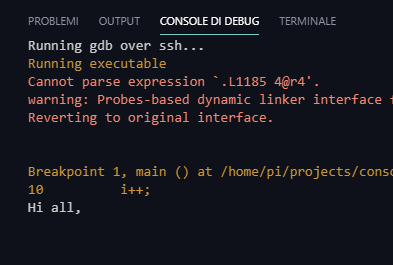 PROBLEMI OUTPUT CONSOLE DI DEBUG TERMINALE
Running gdb over ssh...
Running executable
Cannot parse expression `.L1185 4@r4'.
warning: Probes-based dynamic linker interface
Reverting to original interface.
Breakpoint 1, main () at /home/pi/projects/conso
10 i++;
Hi all,